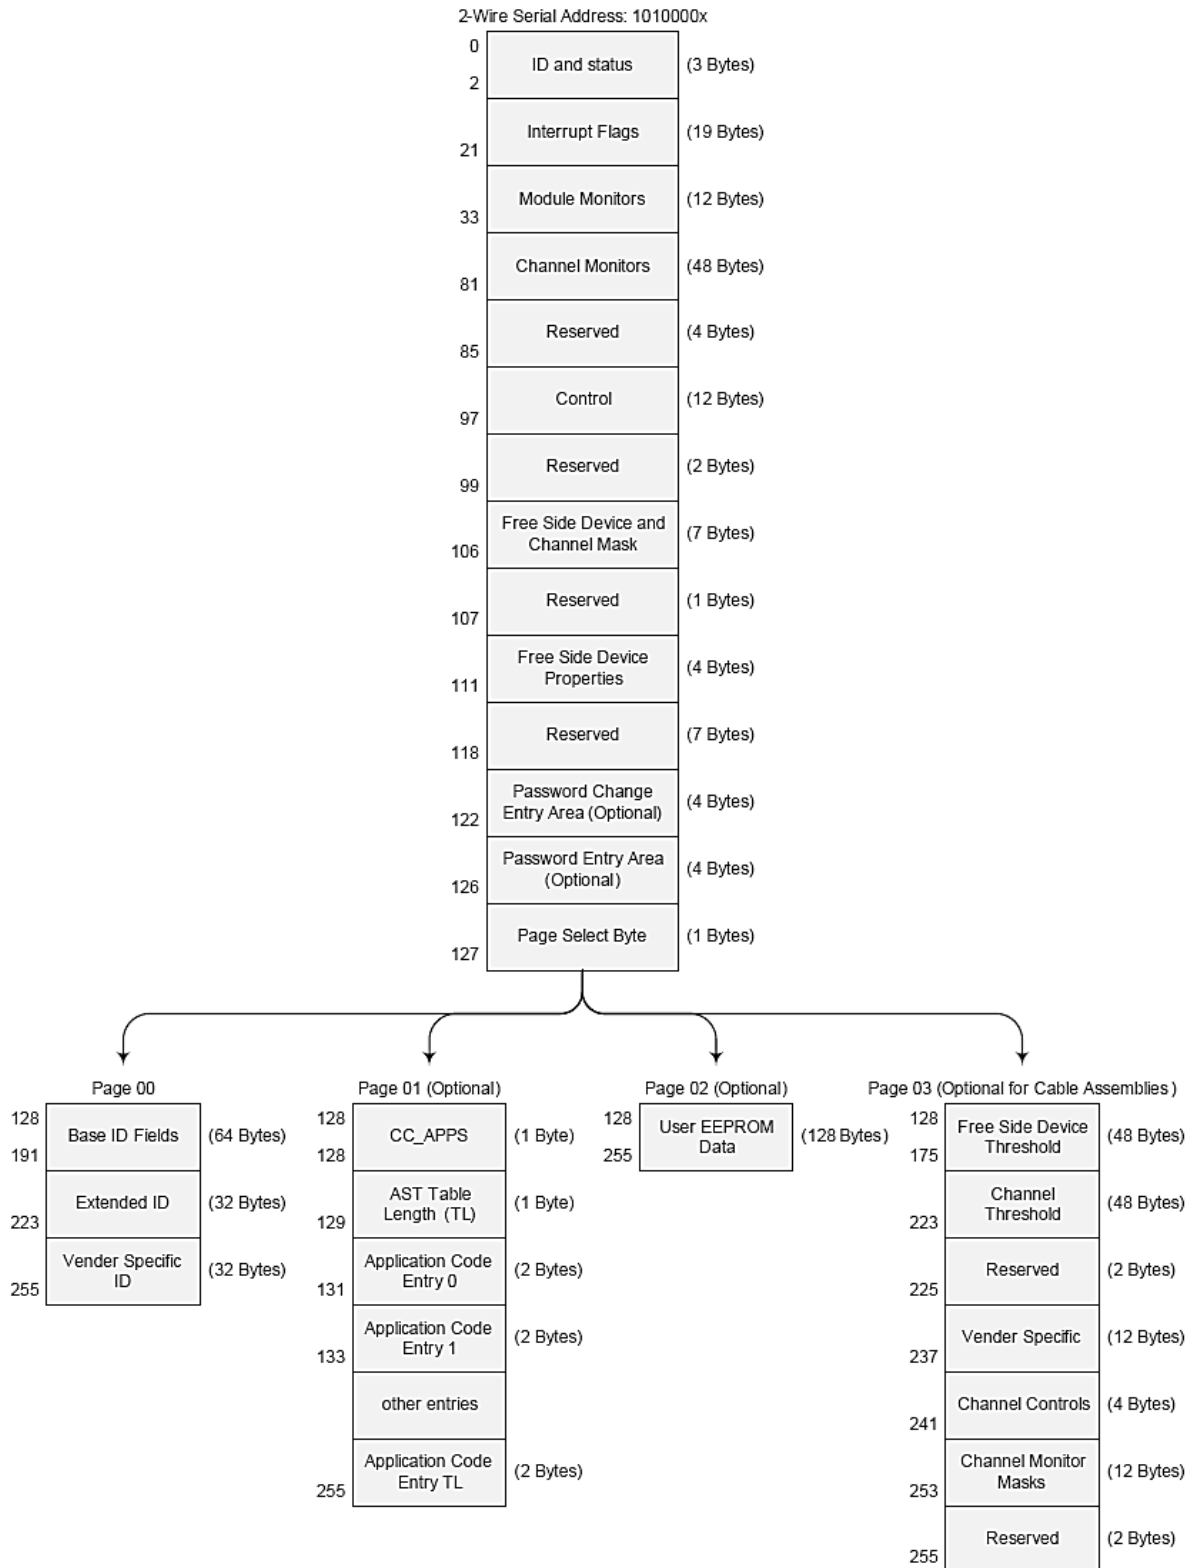 2-Wire Serial Address: 1010000x
0
ID and status
(3 Bytes)
2
Interrupt Flags
(19 Bytes)
21
Module Monitors
(12 Bytes)
33
Channel Monitors
(48 Bytes)
81
Reserved
(4 Bytes)
85
Control
(12 Bytes)
97
Reserved
(2 Bytes)
99
Free Side Device and
Channel Mask
(7 Bytes)
106
Reserved
(1 Bytes)
107
Free Side Device
Properties
(4 Bytes)
111
Reserved
(7 Bytes)
118
Password Change
Entry Area (Optional)
(4 Bytes)
122
Password Entry Area
(Optional)
(4 Bytes)
126
Page Select Byte
(1 Bytes)
127
Page 00
128
Base ID Fields
(64 Bytes)
191
Extended ID
(32 Bytes)
223
Vender Specific
ID
(32 Bytes)
255
Page 01 (Optional)
128
CC_APPS
(1 Byte)
128
AST Table
Length (TL)
(1 Byte)
129
Application Code
Entry 0
(2 Bytes)
131
Application Code
Entry 1
(2 Bytes)
133
other entries
Application Code
Entry TL
(2 Bytes)
255
Page 02 (Optional)
128
User EEPROM
Data
(128 Bytes)
255
Page 03 (Optional for Cable Assemblies)
128
Free Side Device
Threshold
(48 Bytes)
175
Channel
Threshold
(48 Bytes)
223
Reserved
(2 Bytes)
225
Vender Specific
(12 Bytes)
237
Channel Controls
(4 Bytes)
241
Channel Monitor
Masks
(12 Bytes)
253
Reserved
(2 Bytes)
255